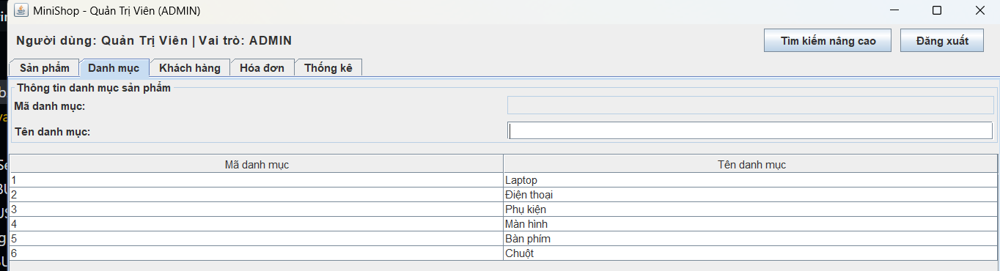 MiniShop - Quản Trị Viên (ADMIN)
Người dùng: Quản Trị Viên | Vai trò: ADMIN
Tìm kiếm nâng cao
Đăng xuất
Sản phẩm
Danh mục
Khách hàng
Hóa đơn
Thống kê
Thông tin danh mục sản phẩm
Mã danh mục:
Tên danh mục:
Mã danh mục Tên danh mục
1 Laptop
2 Điện thoại
3 Phụ kiện
4 Màn hình
5 Bàn phím
6 Chuột